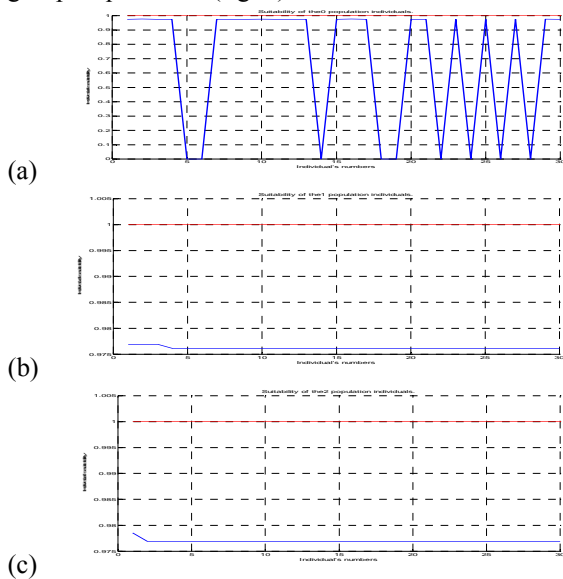 Suitability of the0 population individuals.
1
0.9
0.8
0.7
0.6
0.5
0.4
0.3
0.2
0.1
0
0 5 10 15 20 25 30
Individual's numbers
(a)
Suitability of the1 population individuals.
1.005
1
0.995
0.99
0.985
0.98
0.975
0 5 10 15 20 25 30
Individual's numbers
(b)
Suitability of the2 population individuals.
1.005
1
0.995
0.99
0.985
0.98
0.975
0 5 10 15 20 25 30
Individual's numbers
(c)